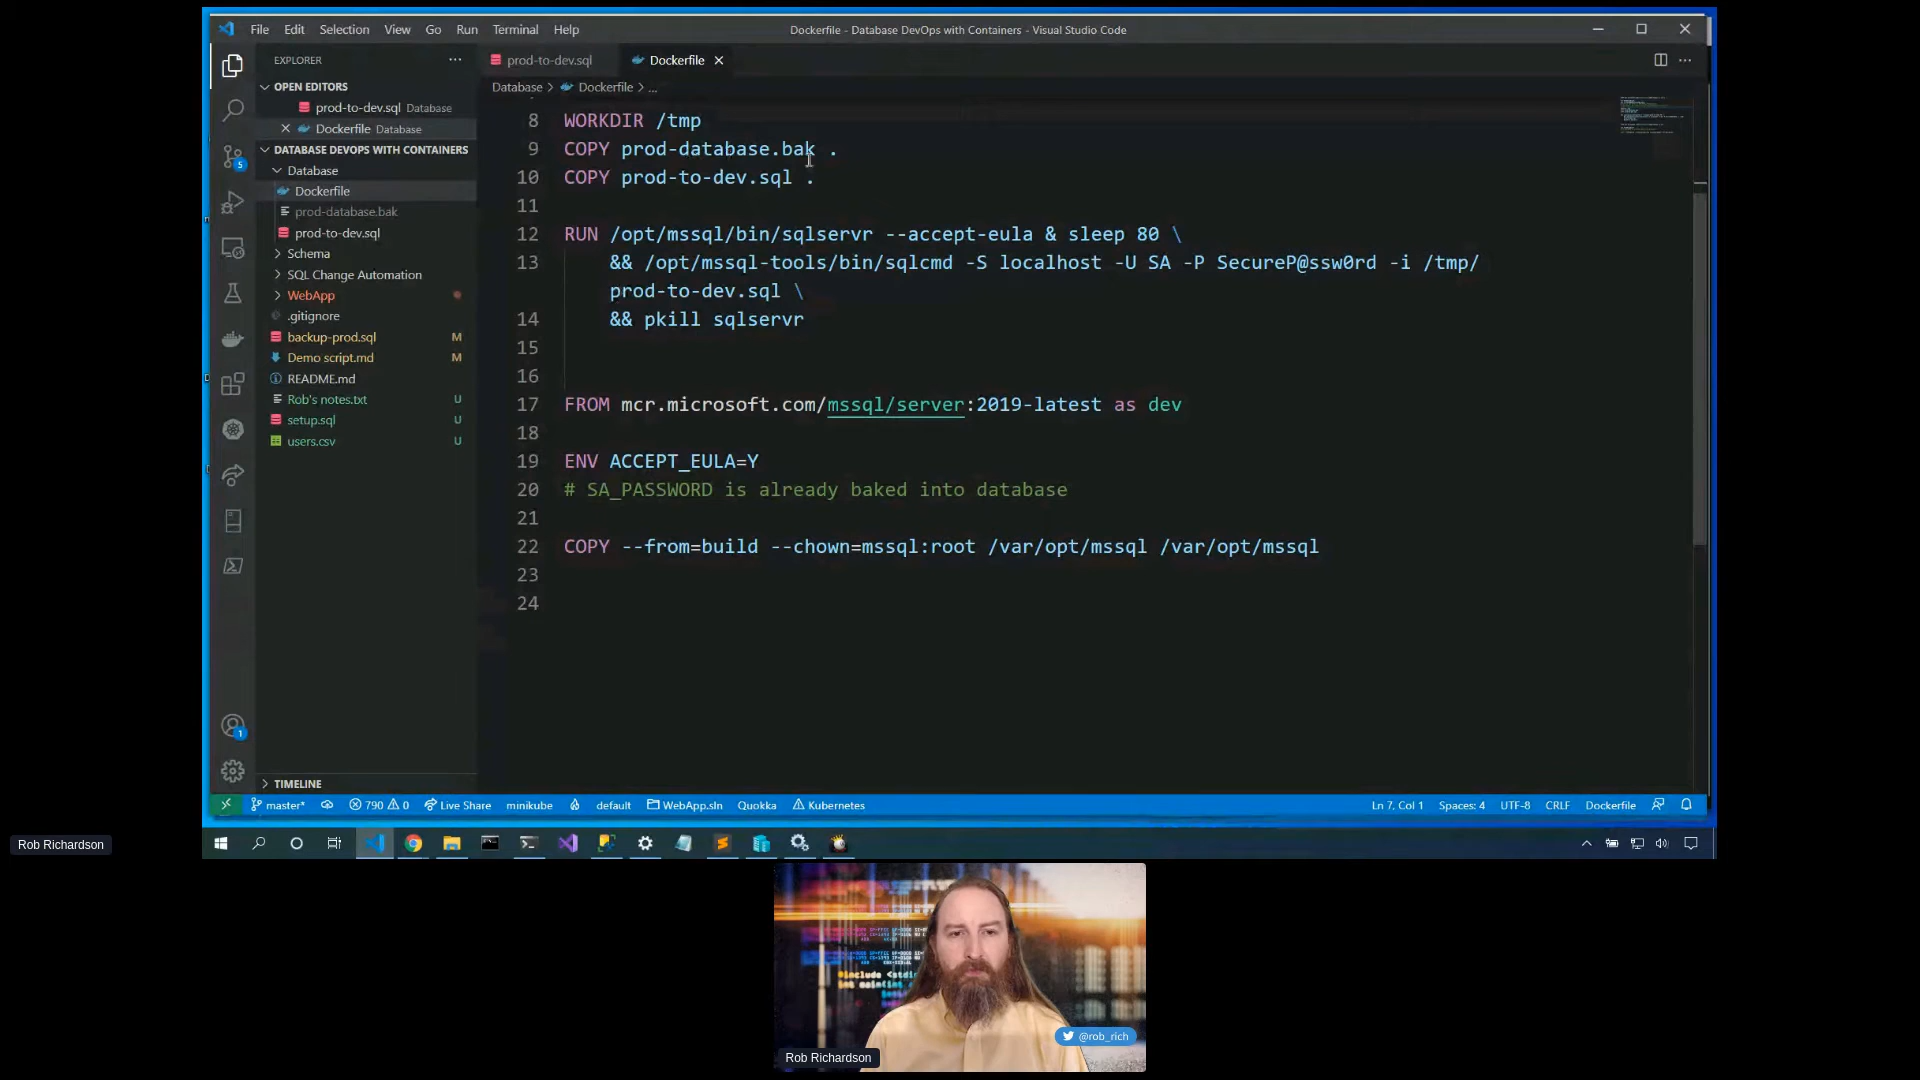 File Edit Selection View Go Run Terminal Help
Dockerfile - Database DevOps with Containers - Visual Studio Code
EXPLORER
prod-to-dev.sql
Dockerfile
OPEN EDITORS
Database > Dockerfile > ...
prod-to-dev.sql Database
Dockerfile Database
DATABASE DEVOPS WITH CONTAINERS
Database
Dockerfile
prod-database.bak
prod-to-dev.sql
Schema
SQL Change Automation
WebApp
.gitignore
backup-prod.sql M
Demo script.md M
README.md
Rob's notes.txt U
setup.sql U
users.csv U
TIMELINE
8 WORKDIR /tmp
9 COPY prod-database.bak .
10 COPY prod-to-dev.sql .
11
12 RUN /opt/mssql/bin/sqlservr --accept-eula & sleep 80 \
13 && /opt/mssql-tools/bin/sqlcmd -S localhost -U SA -P SecureP@ssw0rd -i /tmp/
prod-to-dev.sql \
14 && pkill sqlservr
15
16
17 FROM mcr.microsoft.com/mssql/server:2019-latest as dev
18
19 ENV ACCEPT_EULA=Y
20 # SA_PASSWORD is already baked into database
21
22 COPY --from=build --chown=mssql:root /var/opt/mssql /var/opt/mssql
23
24
5
1
master* 790 0 Live Share minikube default WebApp.sln Quokka Kubernetes
Ln 7, Col 1 Spaces: 4 UTF-8 CRLF Dockerfile
Rob Richardson
#include <stdi
int main(int
@rob_rich
Rob Richardson